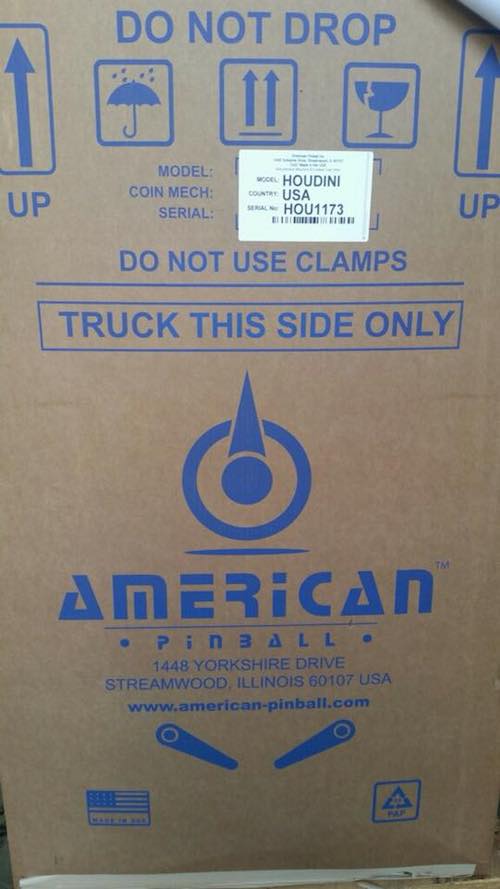 DO NOT DROP
UP
UP
MODEL:
COIN MECH:
SERIAL:
MODEL: HOUDINI
COUNTRY: USA
SERIAL No: HOU1173
DO NOT USE CLAMPS
TRUCK THIS SIDE ONLY
AMERiCAN TM
• PiNBALL •
1448 YORKSHIRE DRIVE
STREAMWOOD, ILLINOIS 60107 USA
www.american-pinball.com
MADE IN USA
PAP